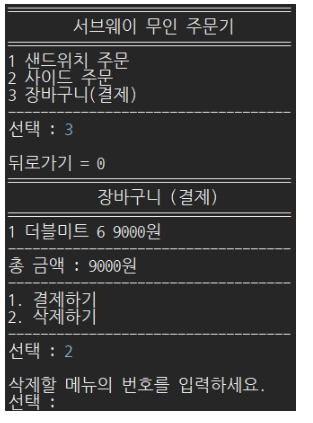 서브웨이 무인 주문기
1 샌드위치 주문
2 사이드 주문
3 장바구니(결제)
선택 : 3
뒤로가기 = 0
장바구니 (결제)
1 더블미트 6 9000원
총 금액 : 9000원
1. 결제하기
2. 삭제하기
선택 : 2
삭제할 메뉴의 번호를 입력하세요.
선택 :